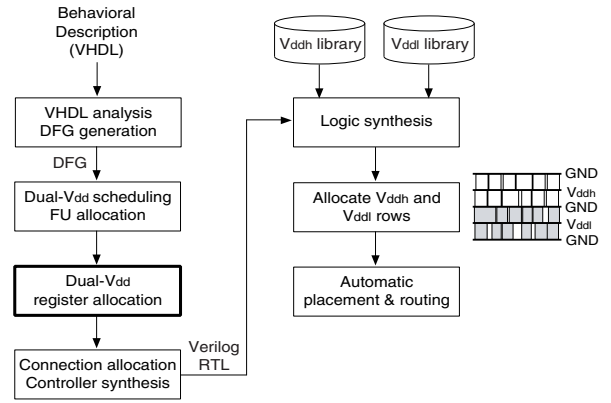 Behavioral
Description
(VHDL)
VHDL analysis
DFG generation
DFG
Dual-Vdd scheduling
FU allocation
Dual-Vdd
register allocation
Connection allocation
Controller synthesis
Verilog
RTL
Vddh library
Vddl library
Logic synthesis
Allocate Vddh and
Vddl rows
Automatic
placement & routing
GND
Vddh
GND
Vddl
GND